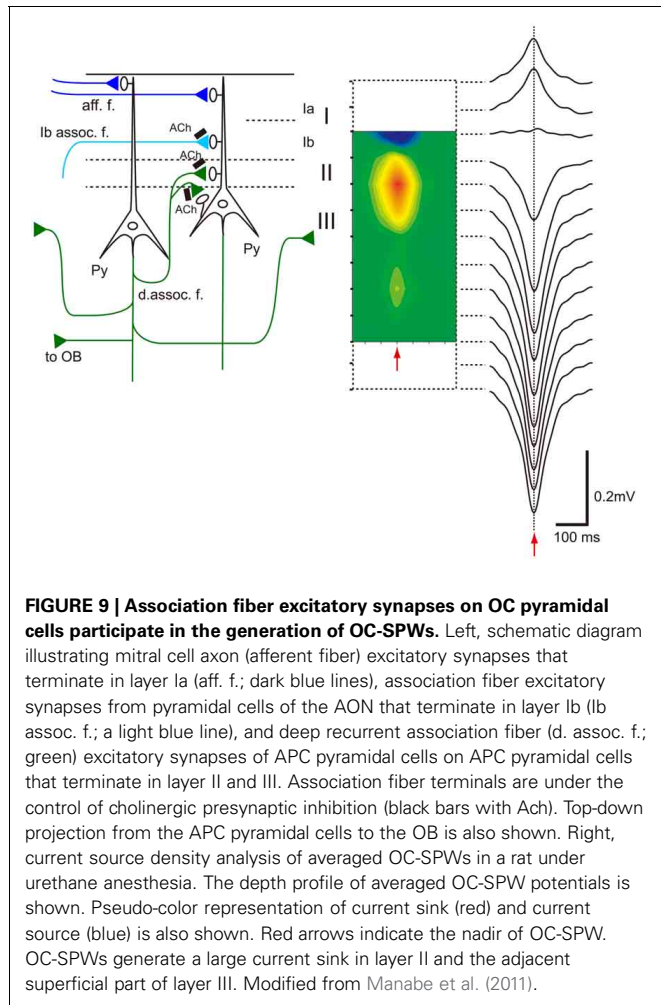 aff. f.
Ib assoc. f.
ACh
ACh
ACh
Py
Py
d.assoc. f.
to OB
Ia
I
Ib
II
III
0.2mV
100 ms
FIGURE 9 | Association fiber excitatory synapses on OC pyramidal
cells participate in the generation of OC-SPWs. Left, schematic diagram
illustrating mitral cell axon (afferent fiber) excitatory synapses that
terminate in layer Ia (aff. f.; dark blue lines), association fiber excitatory
synapses from pyramidal cells of the AON that terminate in layer Ib (Ib
assoc. f.; a light blue line), and deep recurrent association fiber (d. assoc. f.;
green) excitatory synapses of APC pyramidal cells on APC pyramidal cells
that terminate in layer II and III. Association fiber terminals are under the
control of cholinergic presynaptic inhibition (black bars with Ach). Top-down
projection from the APC pyramidal cells to the OB is also shown. Right,
current source density analysis of averaged OC-SPWs in a rat under
urethane anesthesia. The depth profile of averaged OC-SPW potentials is
shown. Pseudo-color representation of current sink (red) and current
source (blue) is also shown. Red arrows indicate the nadir of OC-SPW.
OC-SPWs generate a large current sink in layer II and the adjacent
superficial part of layer III. Modified from Manabe et al. (2011).